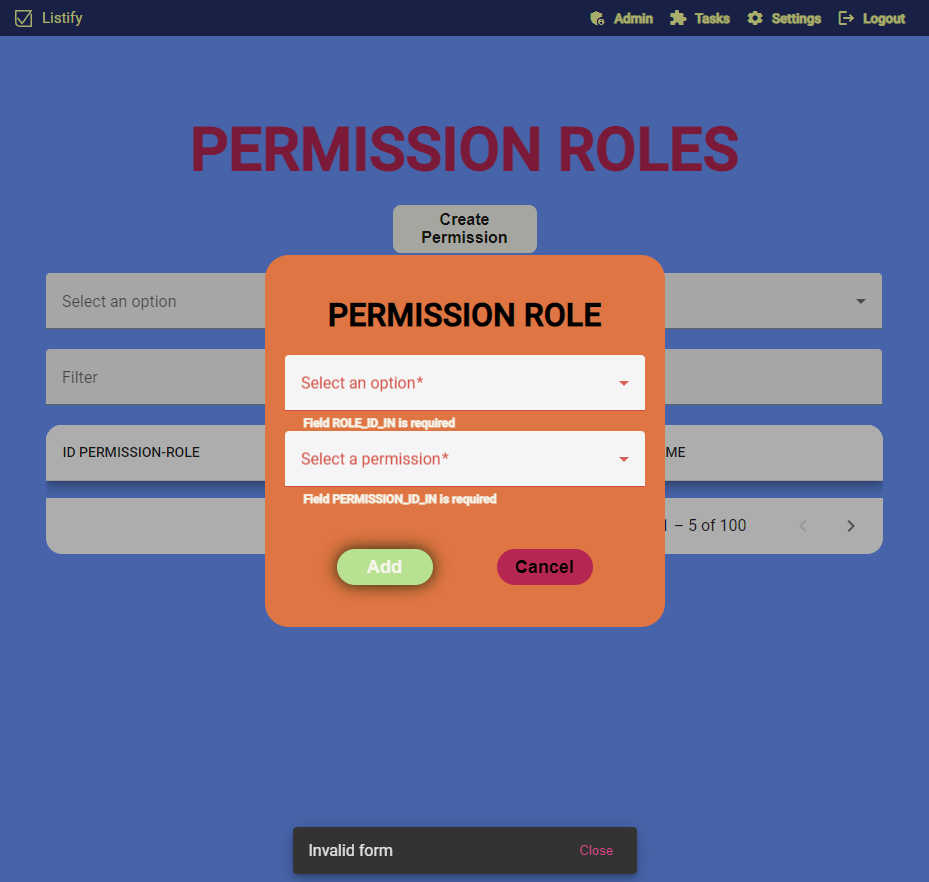 Listify
Admin
Tasks
Settings
Logout
PERMISSION ROLES
Create
Permission
Select an option
Filter
ID PERMISSION-ROLE
ME
– 5 of 100
PERMISSION ROLE
Select an option*
Field ROLE_ID_IN is required
Select a permission*
Field PERMISSION_ID_IN is required
Add
Cancel
Invalid form
Close